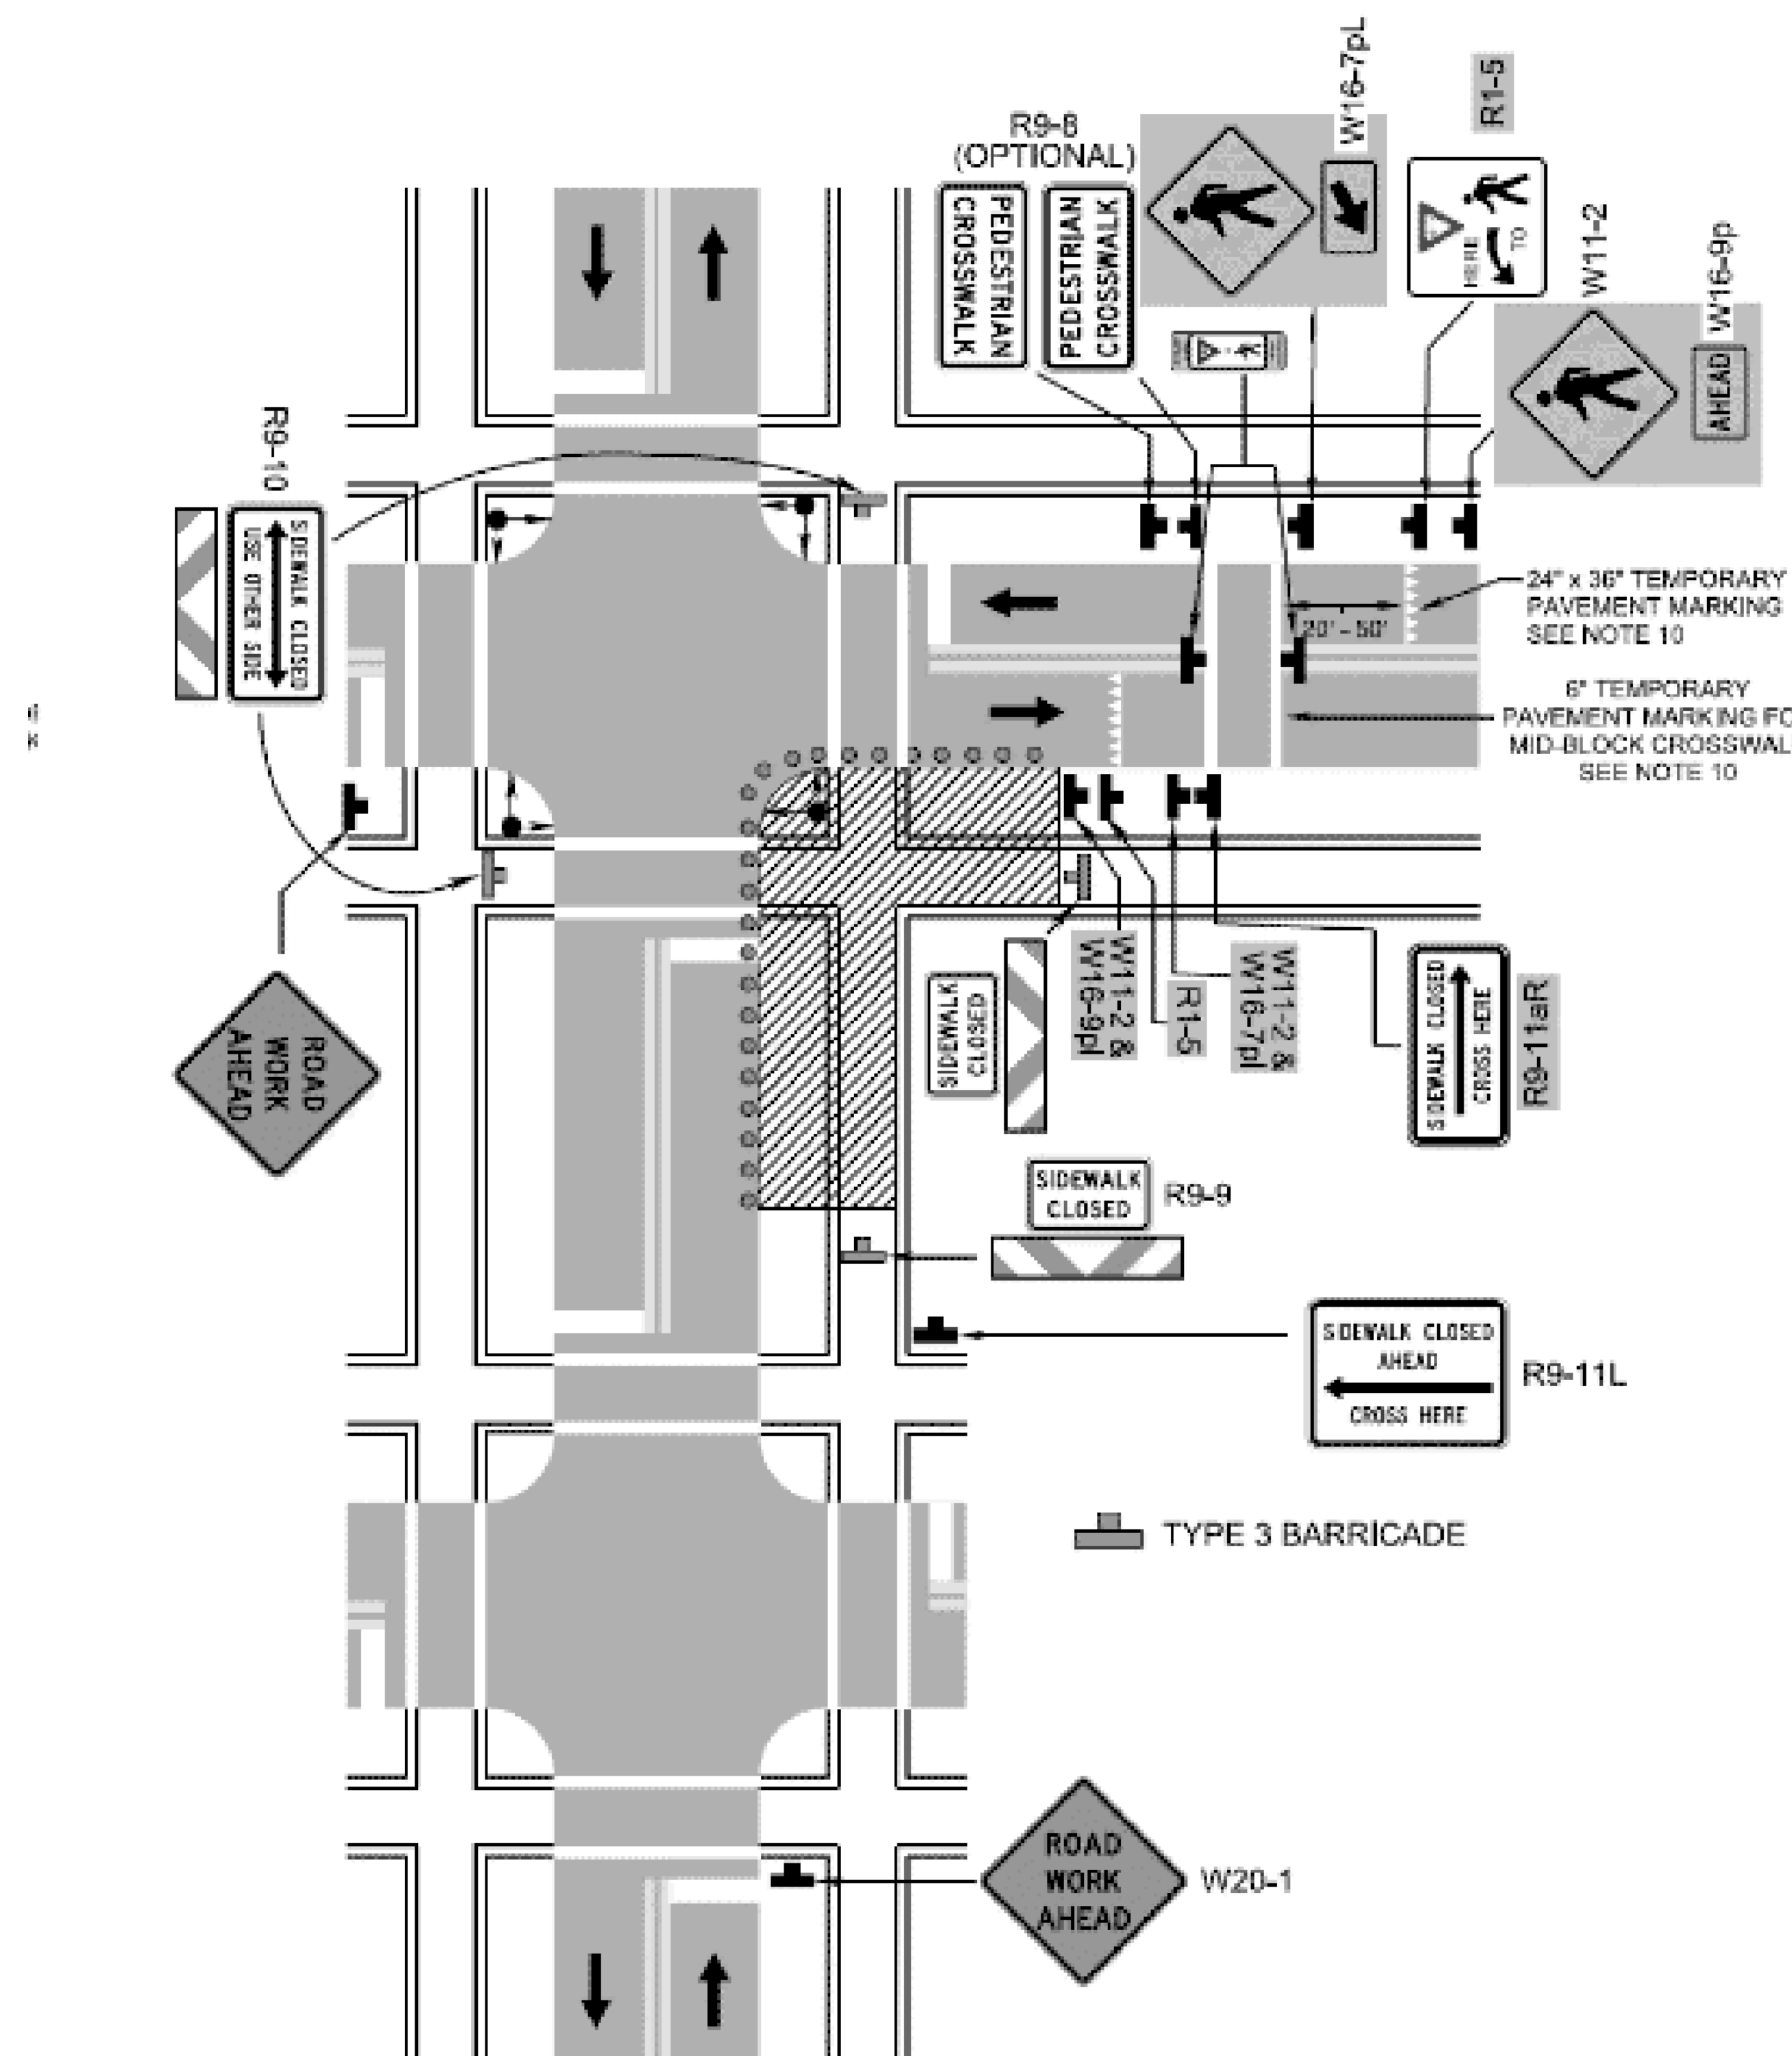 W16-7pL
R1-5
R9-8
(OPTIONAL)
PEDESTRIAN
CROSSWALK
PEDESTRIAN
CROSSWALK
HERE
TO
W11-2
W16-9p
AHEAD
R9-10
SIDEWALK CLOSED
USE OTHER SIDE
24" x 36" TEMPORARY
PAVEMENT MARKING
SEE NOTE 10
20' - 50'
6" TEMPORARY
PAVEMENT MARKING FO
MID-BLOCK CROSSWAL
SEE NOTE 10
ROAD
WORK
AHEAD
SIDEWALK
CLOSED
W11-2 &
W16-9pl
R1-5
W11-2 &
W16-7pl
SIDEWALK CLOSED
CROSS HERE
R9-11aR
SIDEWALK
CLOSED
R9-9
SIDEWALK CLOSED
AHEAD
CROSS HERE
R9-11L
TYPE 3 BARRICADE
ROAD
WORK
AHEAD
W20-1